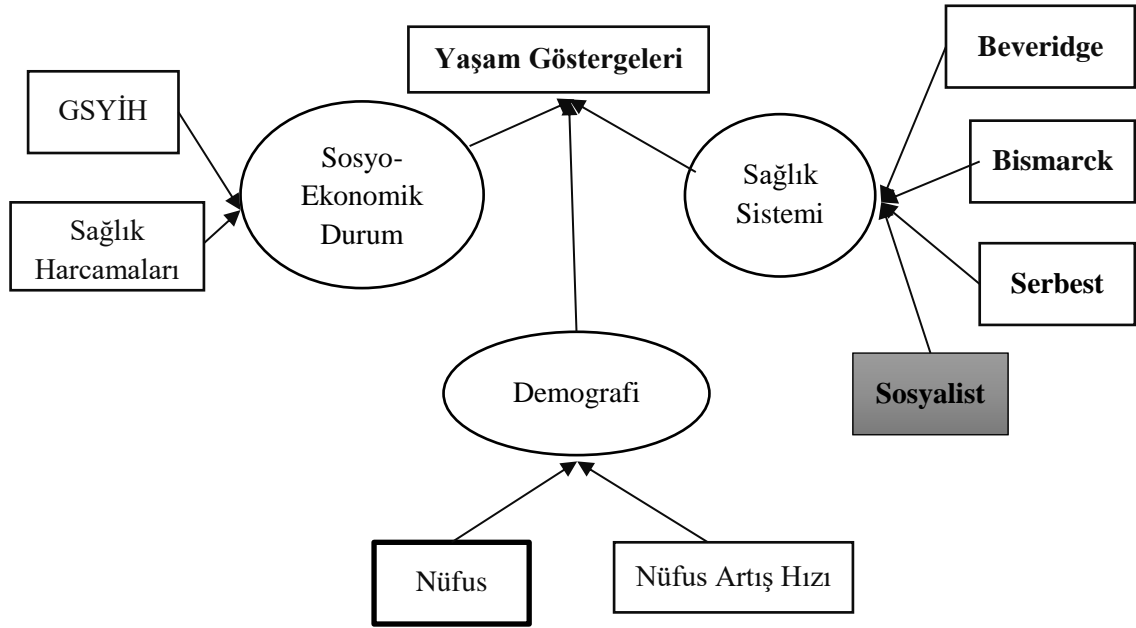 Yaşam Göstergeleri
Beveridge
GSYİH
Sosyo-
Ekonomik
Durum
Sağlık
Sistemi
Bismarck
Sağlık
Harcamaları
Serbest
Demografi
Sosyalist
Nüfus
Nüfus Artış Hızı